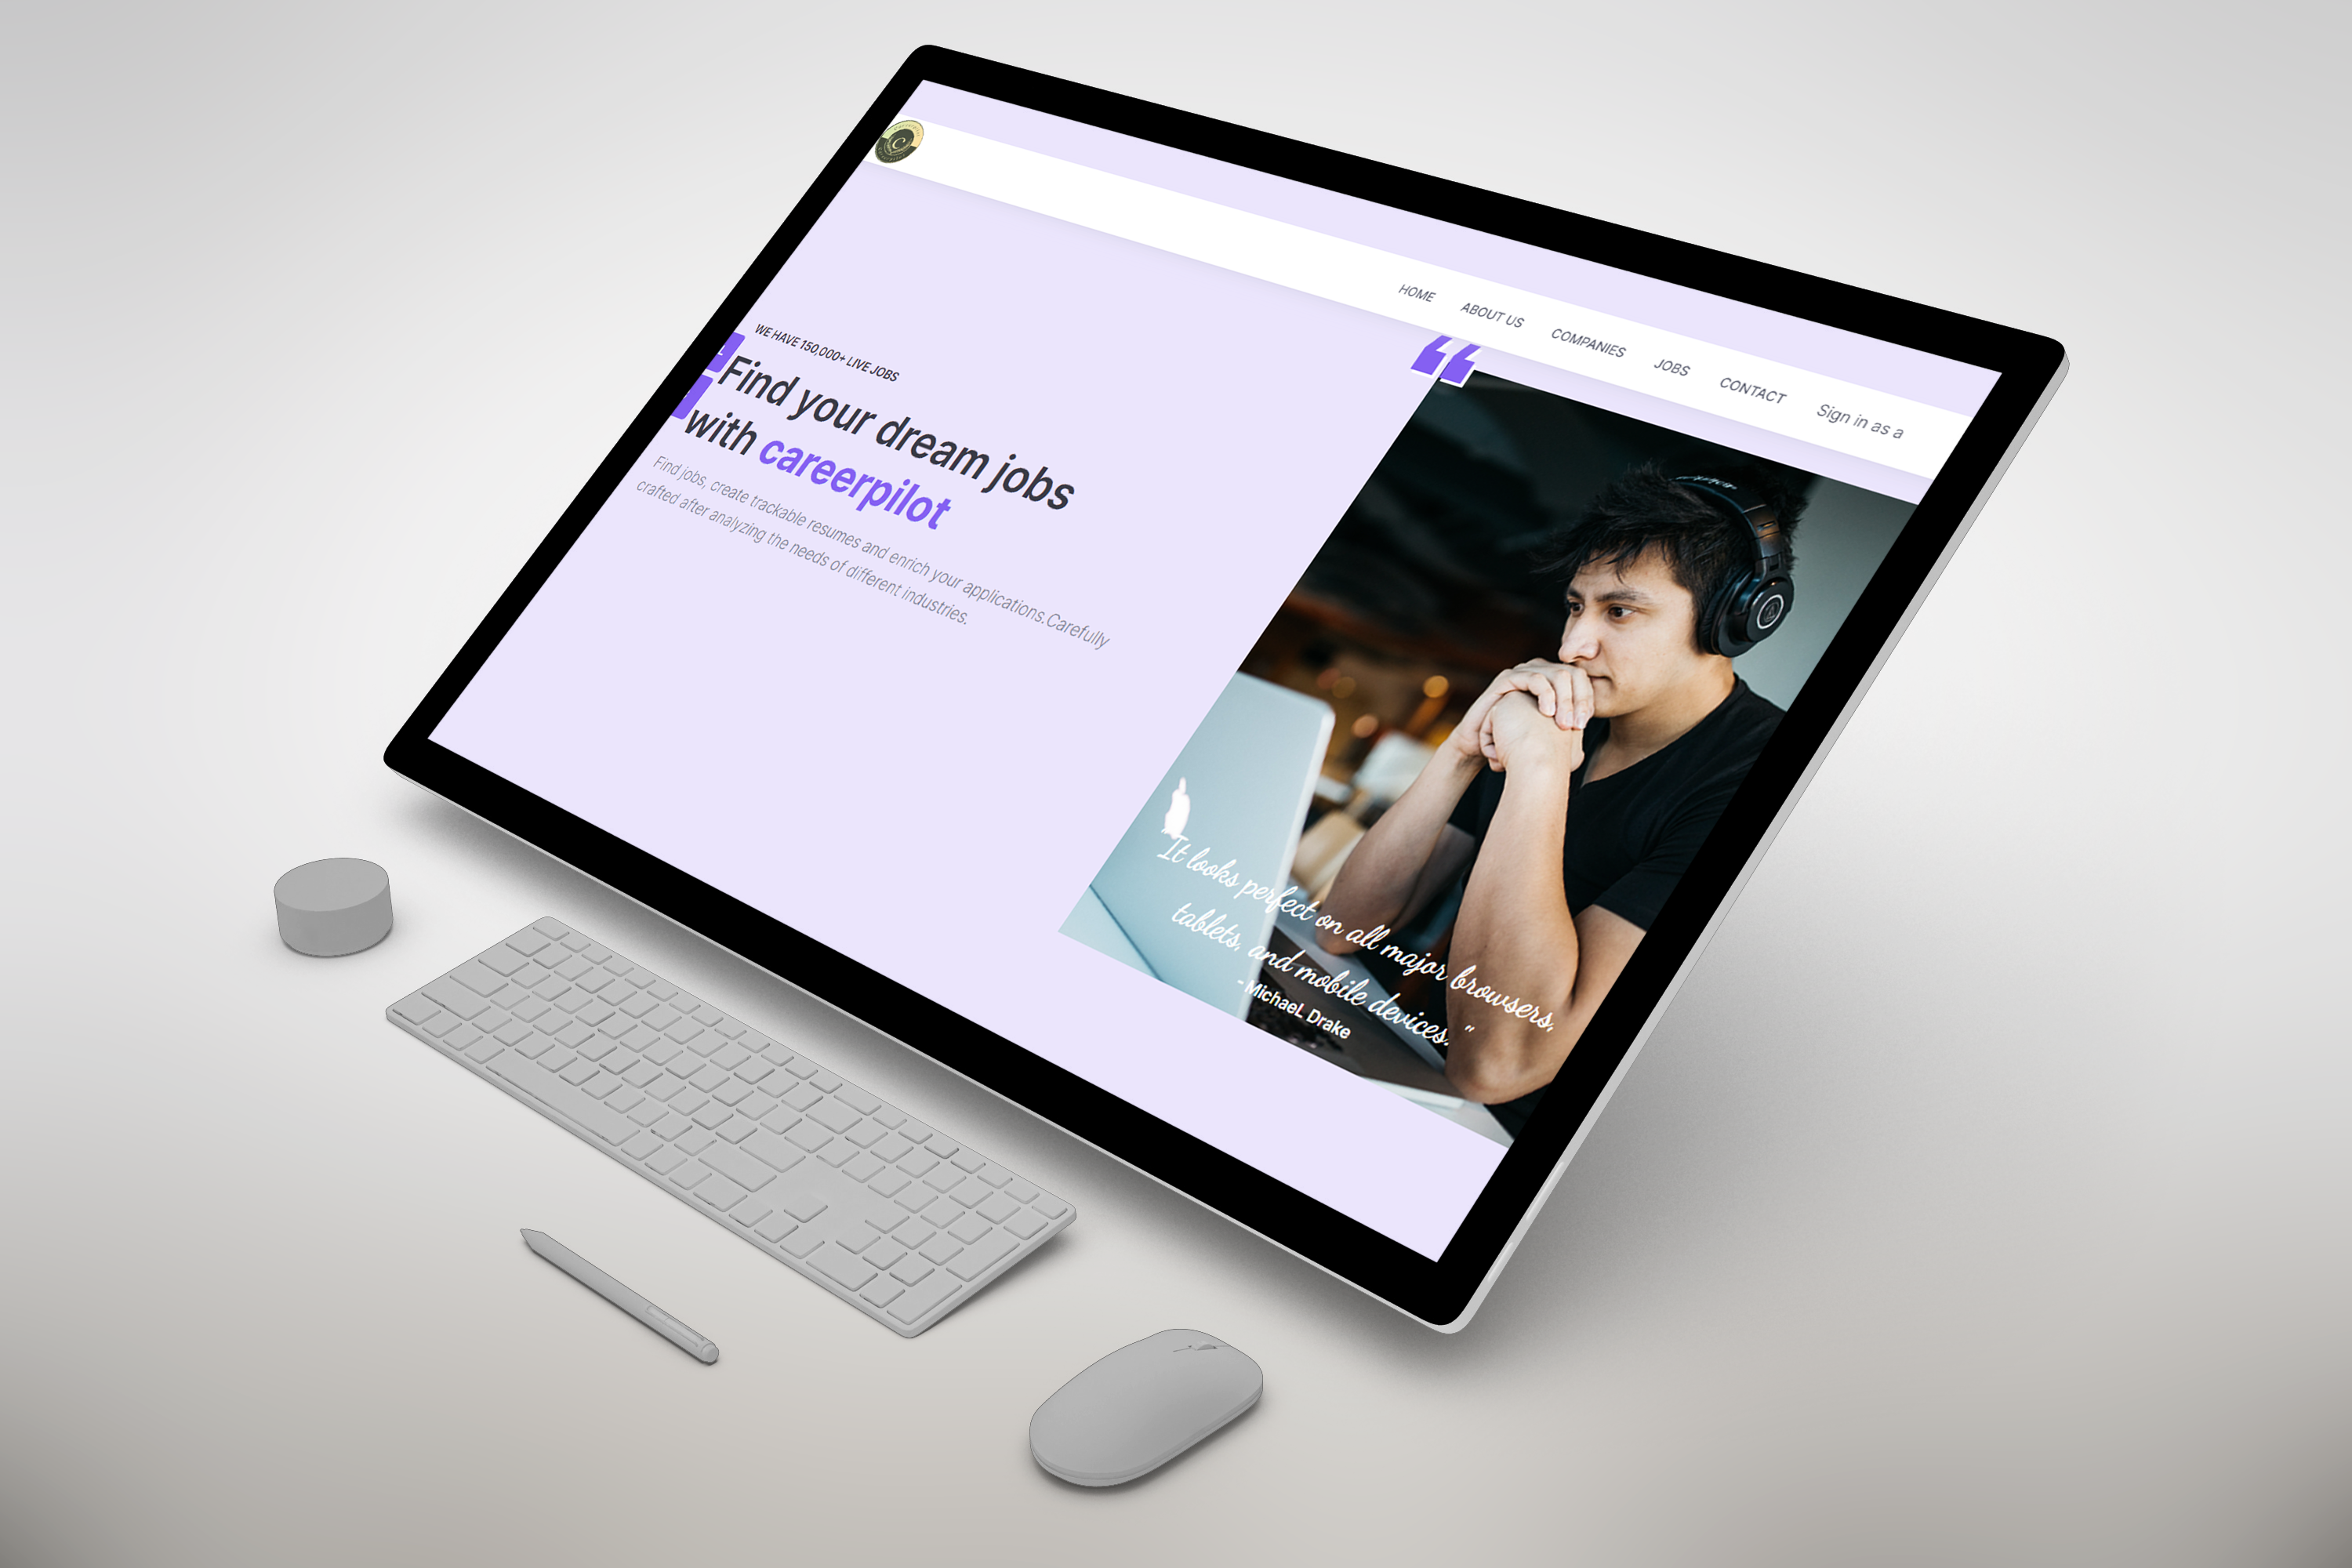 C
HOME ABOUT US COMPANIES JOBS CONTACT Sign in as a
WE HAVE 150,000+ LIVE JOBS
Find your dream jobs
with careerpilot
Find jobs, create trackable resumes and enrich your applications.Carefully
crafted after analyzing the needs of different industries.
"It looks perfect on all major browsers,
tablets, and mobile devices."
- MichaeL Drake